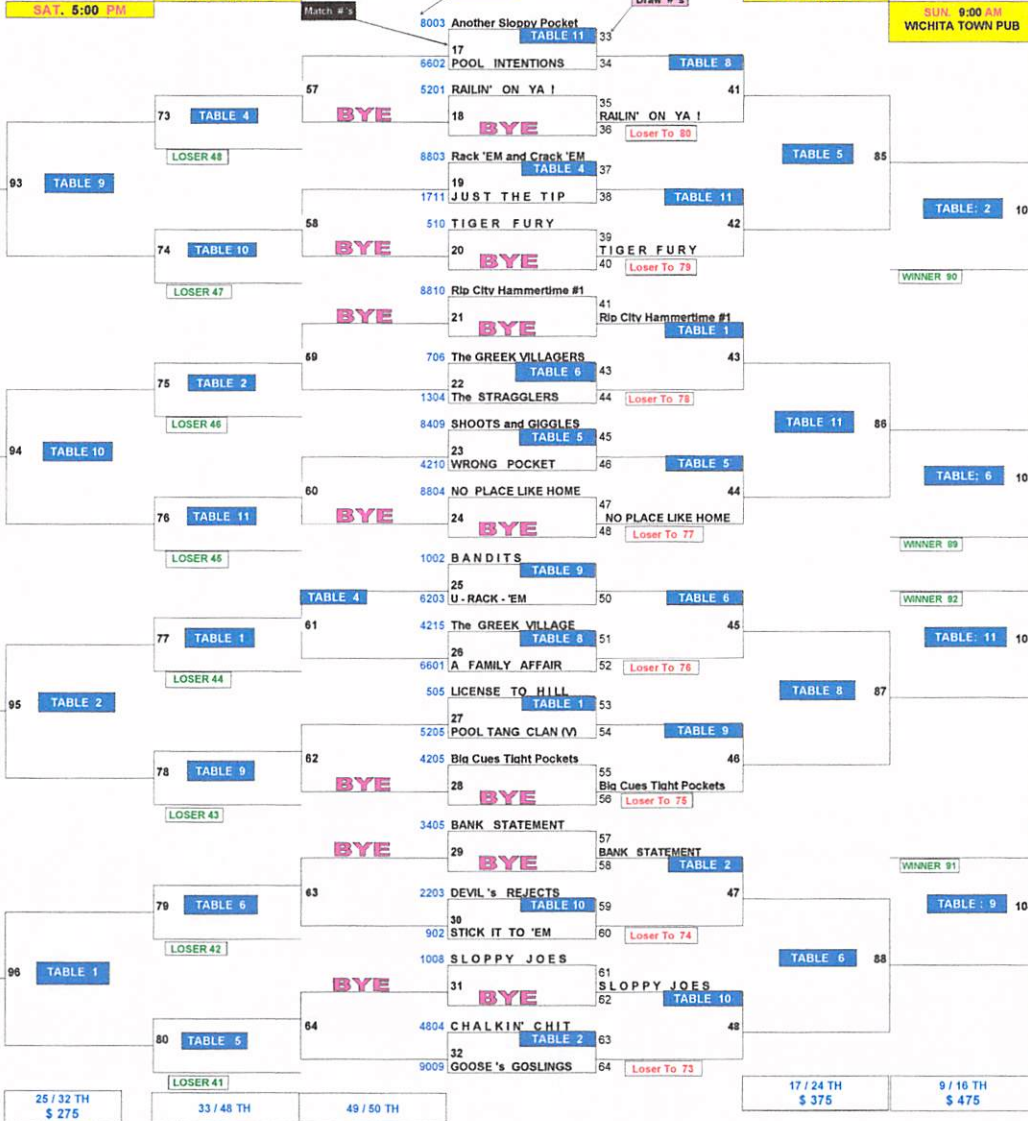 SAT. 5:00 PM
Match #'s
Draw #'s
SUN. 9:00 AM
WICHITA TOWN PUB
8003 Another Sloppy Pocket
TABLE 11 33
17
6602 POOL INTENTIONS 34 TABLE 8
57 5201 RAILIN' ON YA ! 41
BYE 35
73 TABLE 4 18 BYE RAILIN' ON YA !
36 Loser To 80
LOSER 48
8803 Rack 'EM and Crack 'EM TABLE 5 85
TABLE 4 37
93 TABLE 9 19
1711 JUST THE TIP 38 TABLE 11
TABLE: 2 10
58 510 TIGER FURY 42
39
74 TABLE 10 BYE 20 BYE TIGER FURY
40 Loser To 79
WINNER 90
LOSER 47 8810 Rip City Hammertime #1
41
BYE 21 BYE Rip City Hammertime #1
TABLE 1
59 706 The GREEK VILLAGERS 43
75 TABLE 2 TABLE 6 43
22
1304 The STRAGGLERS 44 Loser To 78
LOSER 46 8409 SHOOTS and GIGGLES TABLE 11 86
TABLE 5 45
94 TABLE 10 23
4210 WRONG POCKET 46 TABLE 5
TABLE; 6 10
60 8804 NO PLACE LIKE HOME 44
47
76 TABLE 11 BYE 24 BYE NO PLACE LIKE HOME
48 Loser To 77
WINNER 89
LOSER 45 1002 BANDITS
TABLE 9
25
TABLE 4 6203 U - RACK - 'EM 50 TABLE 6 WINNER 92
61 4215 The GREEK VILLAGE 45
77 TABLE 1 TABLE 8 51 TABLE: 11 10
26
6601 A FAMILY AFFAIR 52 Loser To 76
LOSER 44
505 LICENSE TO HILL TABLE 8 87
95 TABLE 2 TABLE 1 53
27
5205 POOL TANG CLAN (V) 54 TABLE 9
62 4205 Big Cues Tight Pockets 46
78 TABLE 9 55
BYE 28 BYE Big Cues Tight Pockets
56 Loser To 75
LOSER 43
3405 BANK STATEMENT
57
BYE 29 BYE BANK STATEMENT
58 TABLE 2 WINNER 91
63 2203 DEVIL's REJECTS 47
79 TABLE 6 TABLE 10 59 TABLE : 9 10
30
902 STICK IT TO 'EM 60 Loser To 74
LOSER 42
1008 SLOPPY JOES TABLE 6 88
96 TABLE 1 61
BYE 31 BYE SLOPPY JOES
62 TABLE 10
64 4804 CHALKIN' CHIT 48
80 TABLE 5 TABLE 2 63
32
9009 GOOSE's GOSLINGS 64 Loser To 73
LOSER 41
25 / 32 TH
$ 275
33 / 48 TH
49 / 50 TH
17 / 24 TH
$ 375
9 / 16 TH
$ 475